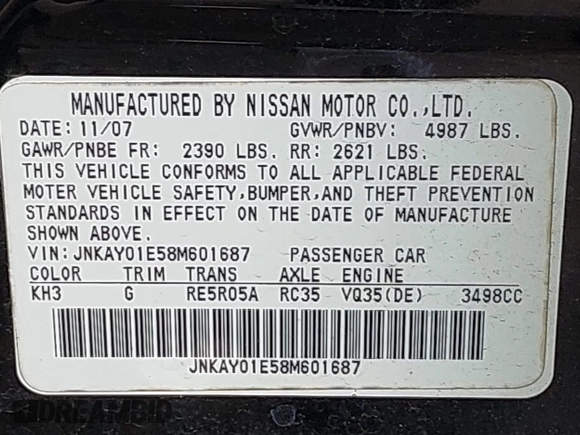 MANUFACTURED BY NISSAN MOTOR CO.,LTD.
DATE: 11/07 GVWR/PNBV: 4987 LBS.
GAWR/PNBE FR: 2390 LBS. RR: 2621 LBS.
THIS VEHICLE CONFORMS TO ALL APPLICABLE FEDERAL
MOTOR VEHICLE SAFETY,BUMPER,AND THEFT PREVENTION
STANDARDS IN EFFECT ON THE DATE OF MANUFACTURE
SHOWN ABOVE.
VIN:JNKAY01E58M601687 PASSENGER CAR
COLOR TRIM TRANS AXLE ENGINE
KH3 G RE5R05A RC35 VQ35(DE) 3498CC
JNKAY01E58M601687
DREAMBID